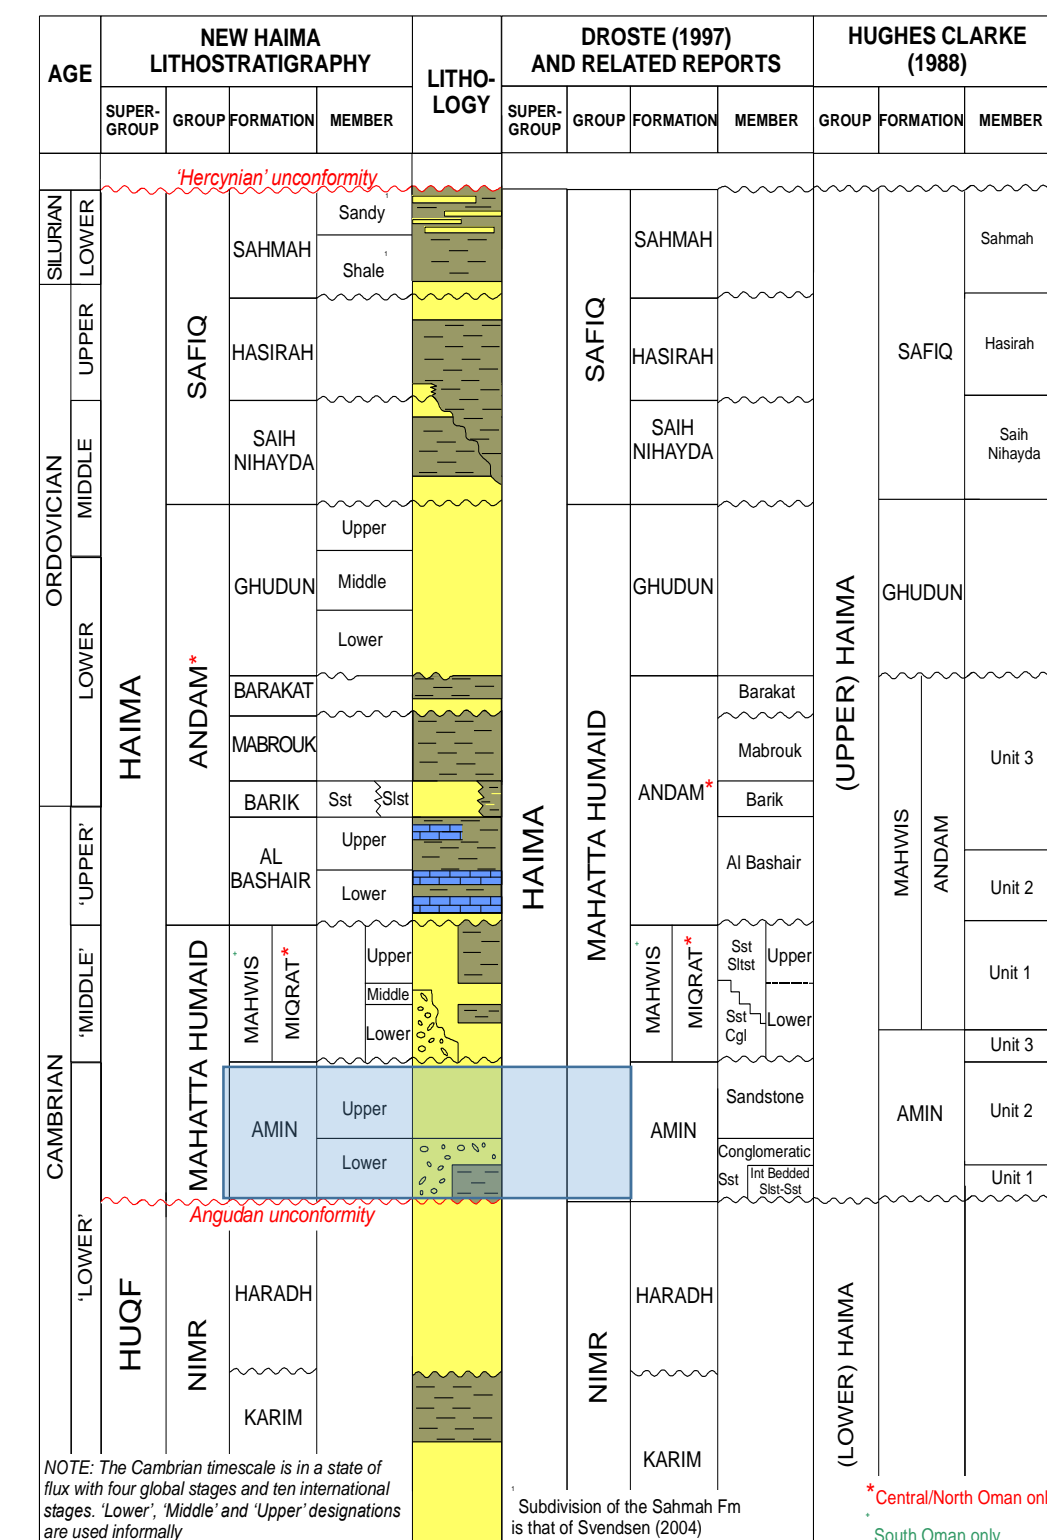 AGE
NEW HAIMA
LITHOSTRATIGRAPHY
LITHO-
LOGY
DROSTE (1997)
AND RELATED REPORTS
HUGHES CLARKE
(1988)
SUPER-
GROUP
GROUP
FORMATION
MEMBER
SUPER-
GROUP
GROUP
FORMATION
MEMBER
GROUP
FORMATION
MEMBER
'Hercynian' unconformity
SILURIAN
LOWER
ORDOVICIAN
UPPER
MIDDLE
LOWER
CAMBRIAN
'UPPER'
'MIDDLE'
'LOWER'
HAIMA
HUQF
SAFIQ
ANDAM*
MAHATTA HUMAID
NIMR
SAHMAH
Sandy 1
Shale 1
HASIRAH
SAIH
NIHAYDA
GHUDUN
Upper
Middle
Lower
BARAKAT
MABROUK
BARIK
Sst
Slst
AL
BASHAIR
Upper
Lower
MAHWIS+
MIQRAT*
Upper
Middle
Lower
AMIN
Upper
Lower
Angudan unconformity
HARADH
KARIM
HAIMA
SAFIQ
MAHATTA HUMAID
NIMR
SAHMAH
HASIRAH
SAIH
NIHAYDA
GHUDUN
ANDAM*
Barakat
Mabrouk
Barik
Al Bashair
MAHWIS+
MIQRAT*
Sst
Sltst
Upper
Sst
Cgl
Lower
AMIN
Sandstone
Conglomeratic
Sst
Int Bedded
Slst-Sst
HARADH
KARIM
(UPPER) HAIMA
(LOWER) HAIMA
SAFIQ
Sahmah
Hasirah
Saih
Nihayda
GHUDUN
MAHWIS
ANDAM
Unit 3
Unit 2
Unit 1
AMIN
Unit 3
Unit 2
Unit 1
NOTE: The Cambrian timescale is in a state of
flux with four global stages and ten international
stages. 'Lower', 'Middle' and 'Upper' designations
are used informally
1 Subdivision of the Sahmah Fm
is that of Svendsen (2004)
*Central/North Oman onl
+ South Oman only